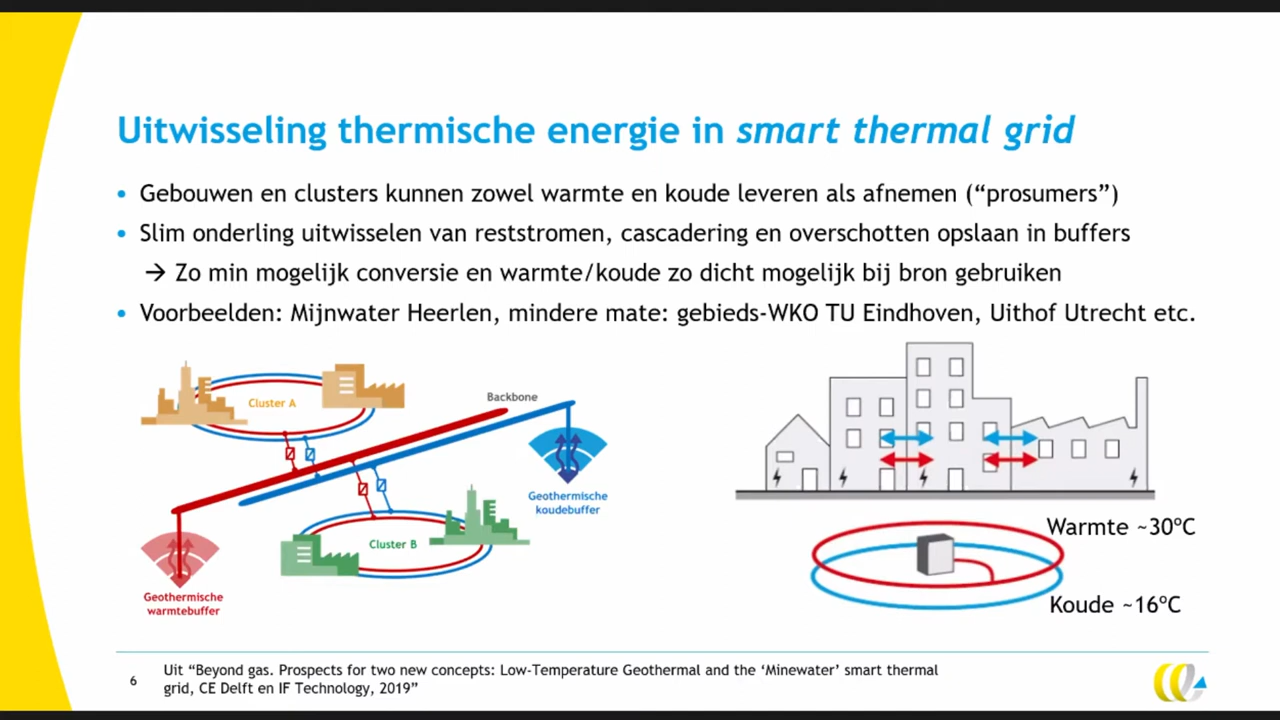 Uitwisseling thermische energie in smart thermal grid
• Gebouwen en clusters kunnen zowel warmte en koude leveren als afnemen (“prosumers”)
• Slim onderling uitwisselen van reststromen, cascadering en overschotten opslaan in buffers
→ Zo min mogelijk conversie en warmte/koude zo dicht mogelijk bij bron gebruiken
• Voorbeelden: Mijnwater Heerlen, mindere mate: gebieds-WKO TU Eindhoven, Uithof Utrecht etc.
Cluster A
Backbone
Geothermische
koudebuffer
Cluster B
Geothermische
warmtebuffer
Warmte ~30ºC
Koude ~16ºC
6
Uit “Beyond gas. Prospects for two new concepts: Low-Temperature Geothermal and the ‘Minewater’ smart thermal
grid, CE Delft en IF Technology, 2019”